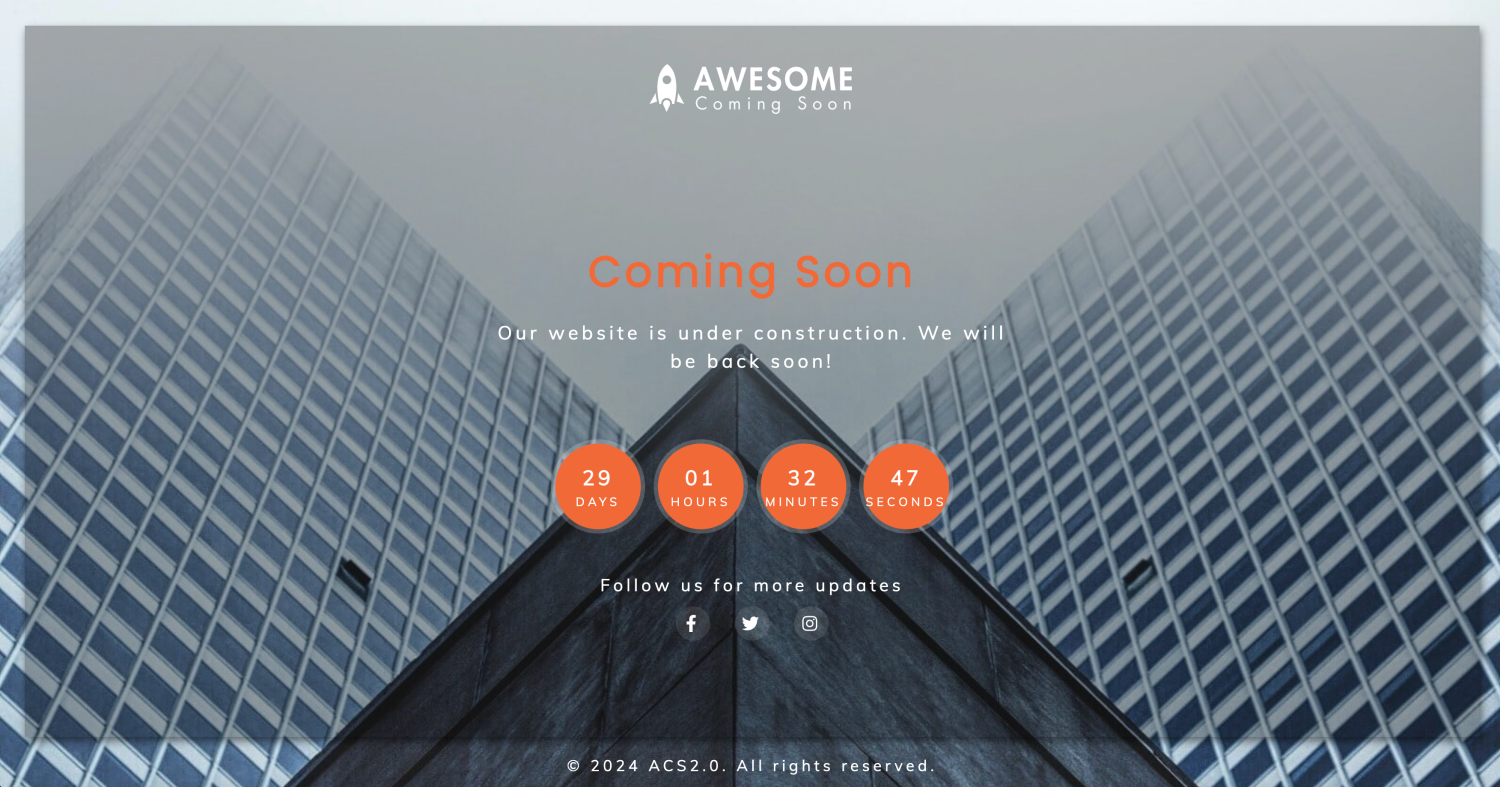 AWESOME
Coming Soon
Coming Soon
Our website is under construction. We will
be back soon!
29 01 32 47
DAYS HOURS MINUTES SECONDS
Follow us for more updates
© 2024 ACS2.0. All rights reserved.